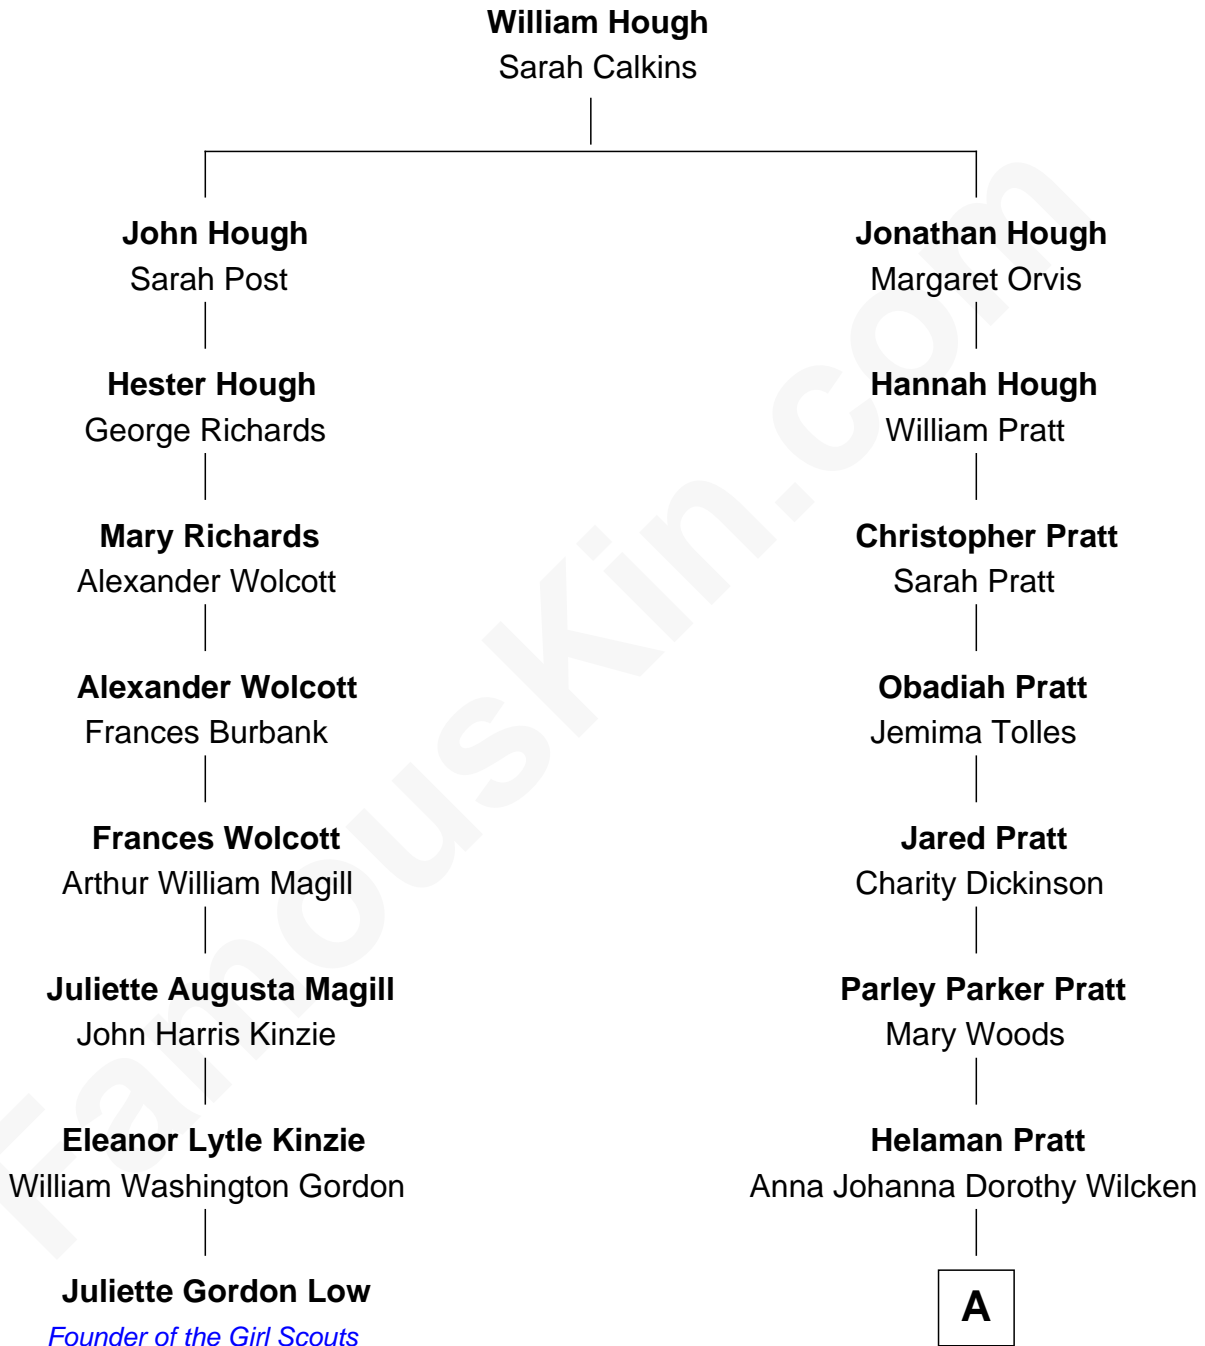 William Hough
Sarah Calkins
John Hough
Sarah Post
Hester Hough
George Richards
Mary Richards
Alexander Wolcott
Alexander Wolcott
Frances Burbank
Frances Wolcott
Arthur William Magill
Juliette Augusta Magill
John Harris Kinzie
Eleanor Lytle Kinzie
William Washington Gordon
Juliette Gordon Low
Founder of the Girl Scouts
Jonathan Hough
Margaret Orvis
Hannah Hough
William Pratt
Christopher Pratt
Sarah Pratt
Obadiah Pratt
Jemima Tolles
Jared Pratt
Charity Dickinson
Parley Parker Pratt
Mary Woods
Helaman Pratt
Anna Johanna Dorothy Wilcken
A
FamousKin.com